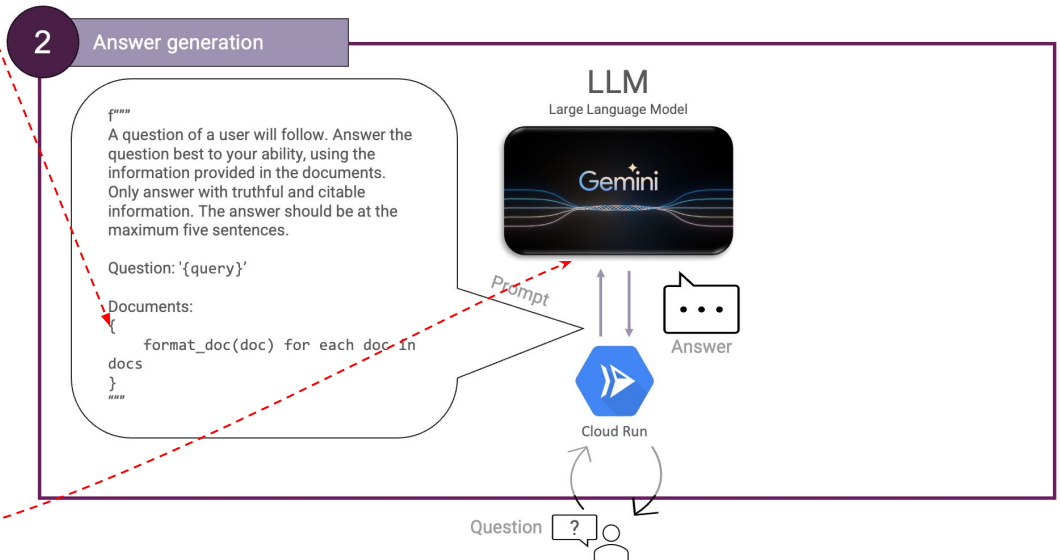 2
Answer generation
LLM
Large Language Model
f"""
A question of a user will follow. Answer the
question best to your ability, using the
information provided in the documents.
Only answer with truthful and citable
information. The answer should be at the
maximum five sentences.
Question: '{query}'
Documents:
{
format_doc(doc) for each doc in
docs
}
"""
Gemini
Prompt
Answer
Cloud Run
Question
?